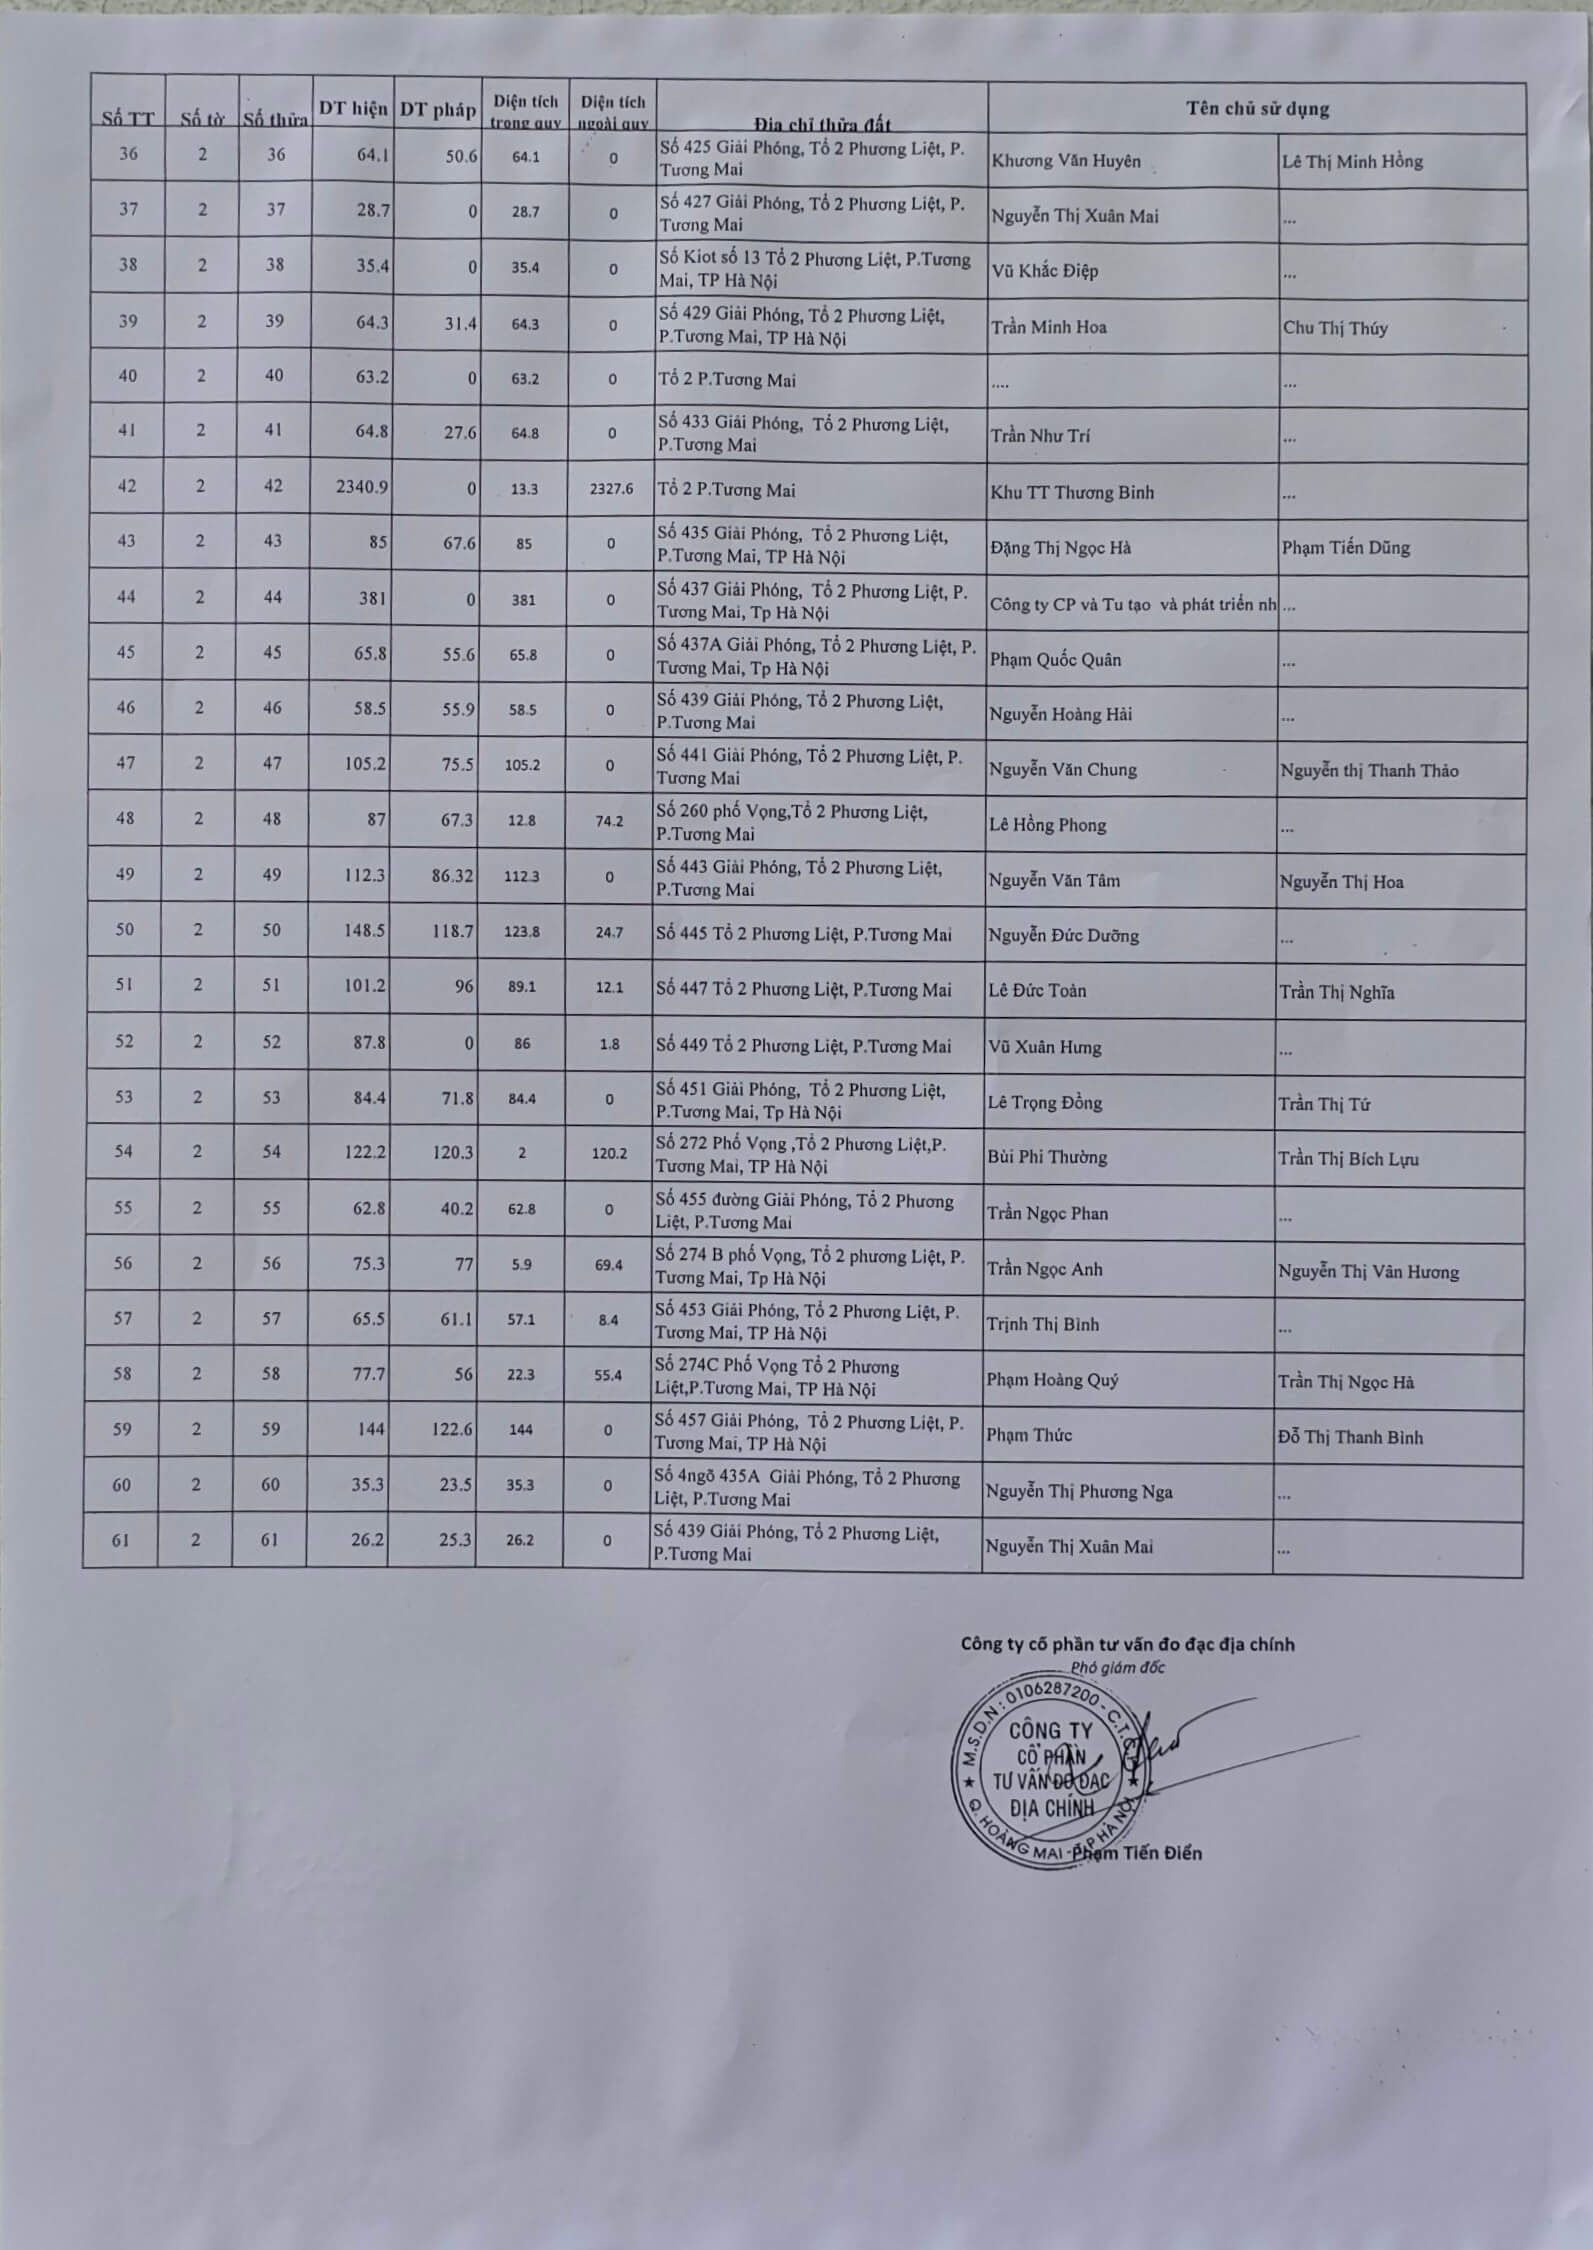 Số TT Số tờ Số thửa DT hiện DT pháp Diện tích trong quy Diện tích ngoài quy Địa chỉ thửa đất Tên chủ sử dụng
36 2 36 64.1 50.6 64.1 0 Số 425 Giải Phóng, Tổ 2 Phương Liệt, P. Tương Mai Khương Văn Huyên Lê Thị Minh Hồng
37 2 37 28.7 0 28.7 0 Số 427 Giải Phóng, Tổ 2 Phương Liệt, P. Tương Mai Nguyễn Thị Xuân Mai ...
38 2 38 35.4 0 35.4 0 Số Kiot số 13 Tổ 2 Phương Liệt, P.Tương Mai, TP Hà Nội Vũ Khắc Điệp ...
39 2 39 64.3 31.4 64.3 0 Số 429 Giải Phóng, Tổ 2 Phương Liệt, P.Tương Mai, TP Hà Nội Trần Minh Hoa Chu Thị Thúy
40 2 40 63.2 0 63.2 0 Tổ 2 P.Tương Mai .... ...
41 2 41 64.8 27.6 64.8 0 Số 433 Giải Phóng, Tổ 2 Phương Liệt, P.Tương Mai Trần Như Trí ...
42 2 42 2340.9 0 13.3 2327.6 Tổ 2 P.Tương Mai Khu TT Thương Binh ...
43 2 43 85 67.6 85 0 Số 435 Giải Phóng, Tổ 2 Phương Liệt, P.Tương Mai, TP Hà Nội Đặng Thị Ngọc Hà Phạm Tiến Dũng
44 2 44 381 0 381 0 Số 437 Giải Phóng, Tổ 2 Phương Liệt, P. Tương Mai, Tp Hà Nội Công ty CP và Tu tạo và phát triển nh ...
45 2 45 65.8 55.6 65.8 0 Số 437A Giải Phóng, Tổ 2 Phương Liệt, P. Tương Mai, Tp Hà Nội Phạm Quốc Quân ...
46 2 46 58.5 55.9 58.5 0 Số 439 Giải Phóng, Tổ 2 Phương Liệt, P.Tương Mai Nguyễn Hoàng Hải ...
47 2 47 105.2 75.5 105.2 0 Số 441 Giải Phóng, Tổ 2 Phương Liệt, P. Tương Mai Nguyễn Văn Chung Nguyễn thị Thanh Thảo
48 2 48 87 67.3 12.8 74.2 Số 260 phố Vọng,Tổ 2 Phương Liệt, P.Tương Mai Lê Hồng Phong ...
49 2 49 112.3 86.32 112.3 0 Số 443 Giải Phóng, Tổ 2 Phương Liệt, P.Tương Mai Nguyễn Văn Tâm Nguyễn Thị Hoa
50 2 50 148.5 118.7 123.8 24.7 Số 445 Tổ 2 Phương Liệt, P.Tương Mai Nguyễn Đức Dưỡng ...
51 2 51 101.2 96 89.1 12.1 Số 447 Tổ 2 Phương Liệt, P.Tương Mai Lê Đức Toàn Trần Thị Nghĩa
52 2 52 87.8 0 86 1.8 Số 449 Tổ 2 Phương Liệt, P.Tương Mai Vũ Xuân Hưng ...
53 2 53 84.4 71.8 84.4 0 Số 451 Giải Phóng, Tổ 2 Phương Liệt, P.Tương Mai, Tp Hà Nội Lê Trọng Đồng Trần Thị Tứ
54 2 54 122.2 120.3 2 120.2 Số 272 Phố Vọng ,Tổ 2 Phương Liệt,P. Tương Mai, TP Hà Nội Bùi Phi Thường Trần Thị Bích Lựu
55 2 55 62.8 40.2 62.8 0 Số 455 đường Giải Phóng, Tổ 2 Phương Liệt, P.Tương Mai Trần Ngọc Phan ...
56 2 56 75.3 77 5.9 69.4 Số 274 B phố Vọng, Tổ 2 phương Liệt, P. Tương Mai, Tp Hà Nội Trần Ngọc Anh Nguyễn Thị Vân Hương
57 2 57 65.5 61.1 57.1 8.4 Số 453 Giải Phóng, Tổ 2 Phương Liệt, P. Tương Mai, TP Hà Nội Trịnh Thị Bình ...
58 2 58 77.7 56 22.3 55.4 Số 274C Phố Vọng Tổ 2 Phương Liệt,P.Tương Mai, TP Hà Nội Phạm Hoàng Quý Trần Thị Ngọc Hà
59 2 59 144 122.6 144 0 Số 457 Giải Phóng, Tổ 2 Phương Liệt, P. Tương Mai, TP Hà Nội Phạm Thức Đỗ Thị Thanh Bình
60 2 60 35.3 23.5 35.3 0 Số 4ngõ 435A Giải Phóng, Tổ 2 Phương Liệt, P.Tương Mai Nguyễn Thị Phương Nga ...
61 2 61 26.2 25.3 26.2 0 Số 439 Giải Phóng, Tổ 2 Phương Liệt, P.Tương Mai Nguyễn Thị Xuân Mai ...
Công ty cổ phần tư vấn đo đạc địa chính
Phó giám đốc
M.S.D.N : 0106287200 - C.T.
CÔNG TY
CỔ PHẦN
TƯ VẤN ĐO ĐẠC
ĐỊA CHÍNH
Q. HOÀNG MAI - TP HÀ NỘI
Phạm Tiến Điển